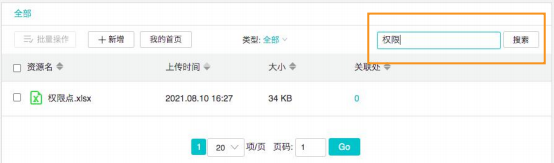 全部
批量操作 + 新增 我的首页 类型: 全部 权限 搜索
资源名 上传时间 大小 关联处
权限点.xlsx 2021.08.10 16:27 34 KB 0
1 20 项/页 页码: 1 Go